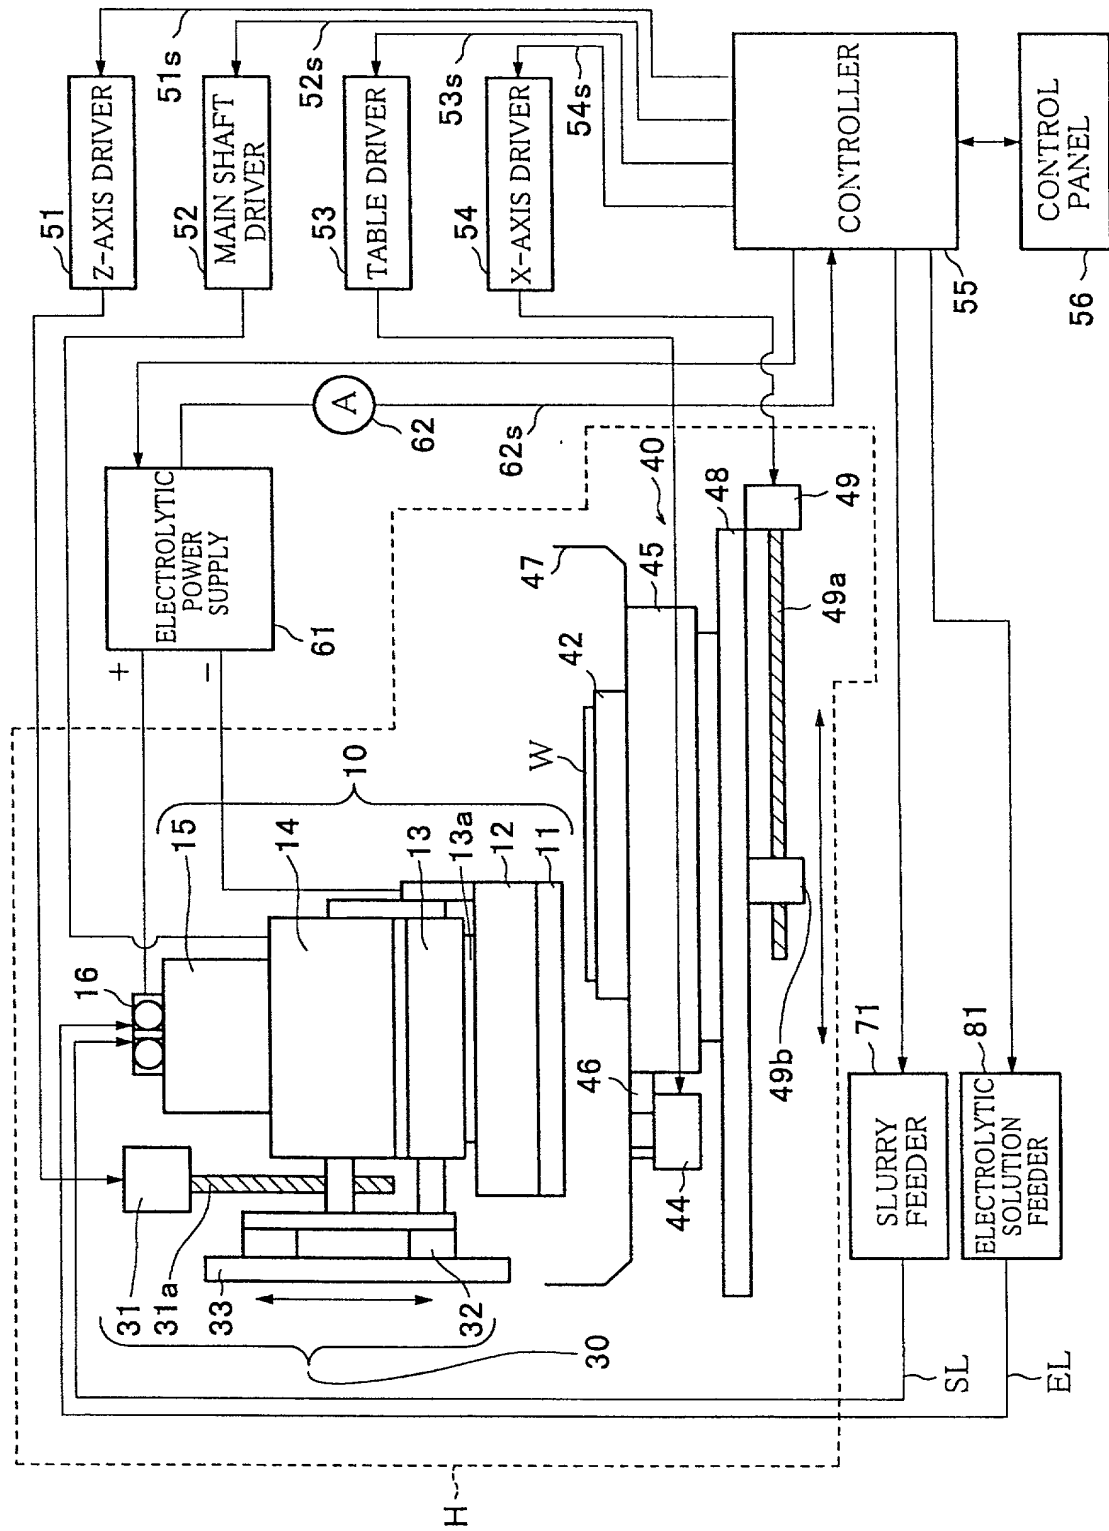 51s
52s
53s
54s
51
Z-AXIS DRIVER
52
MAIN SHAFT
DRIVER
53
TABLE DRIVER
54
X-AXIS DRIVER
CONTROLLER
55
CONTROL
PANEL
56
ELECTROLYTIC
POWER
SUPPLY
61
+
−
A
62
62s
H
10
16
15
14
13
13a
12
11
31
31a
33
32
30
W
42
47
45
40
48
49
49a
49b
46
44
71
SLURRY
FEEDER
81
ELECTROLYTIC
SOLUTION
FEEDER
SL
EL